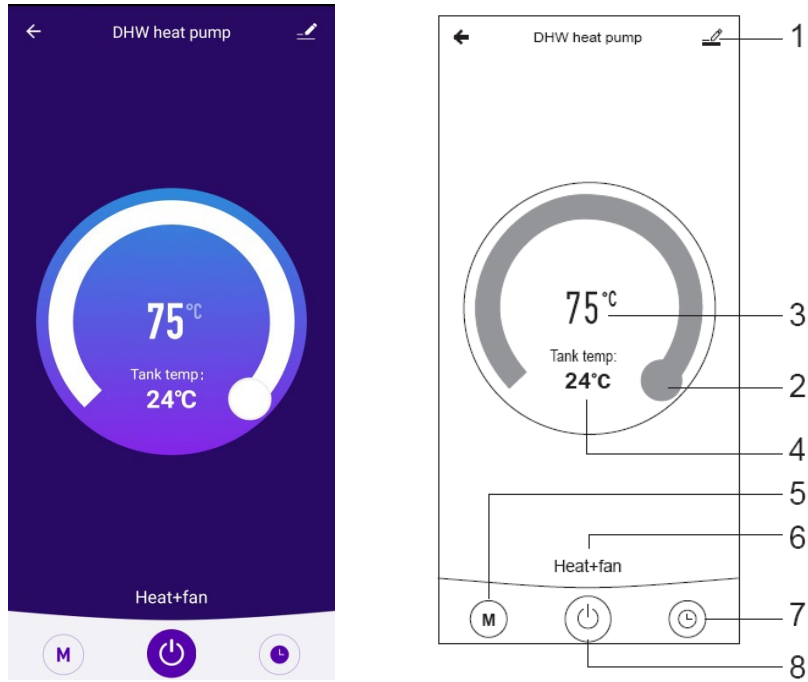 DHW heat pump
75°C
Tank temp:
24°C
Heat+fan
M
DHW heat pump
1
75°C
3
Tank temp:
24°C
2
4
5
6
Heat+fan
M
7
8